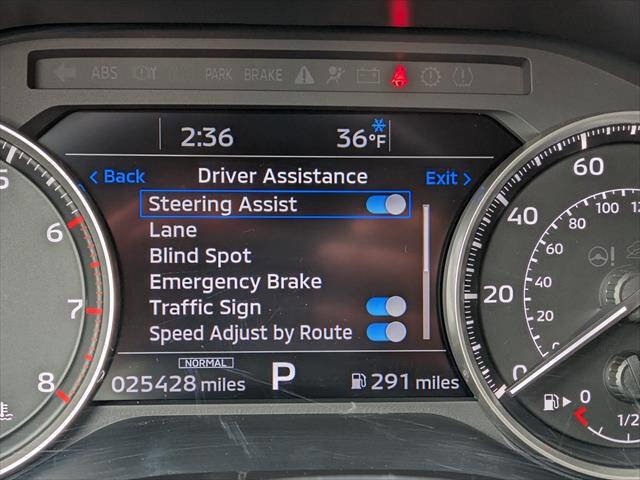 ABS PARK BRAKE
2:36 36°F
< Back Driver Assistance Exit >
Steering Assist
Lane
Blind Spot
Emergency Brake
Traffic Sign
Speed Adjust by Route
NORMAL
025428 miles P 291 miles
5
6
7
8
0
20
40
60
0
20
40
60
80
100
0
1/2